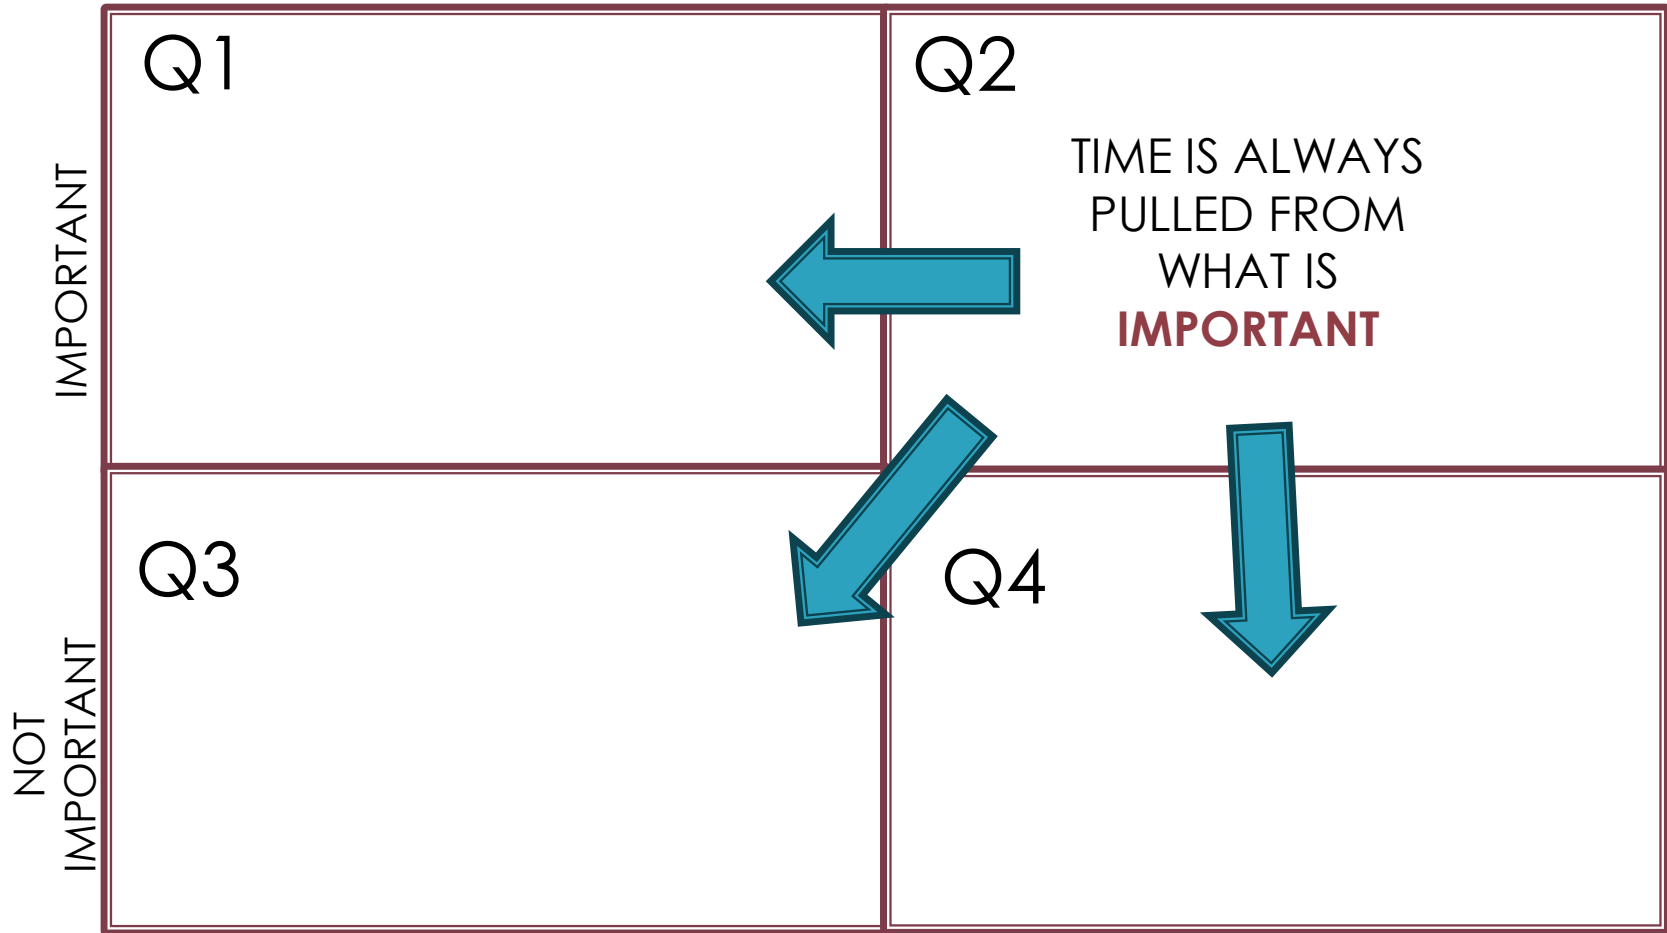 Q1
Q2
TIME IS ALWAYS
PULLED FROM
WHAT IS
IMPORTANT
IMPORTANT
Q3
Q4
NOT
IMPORTANT